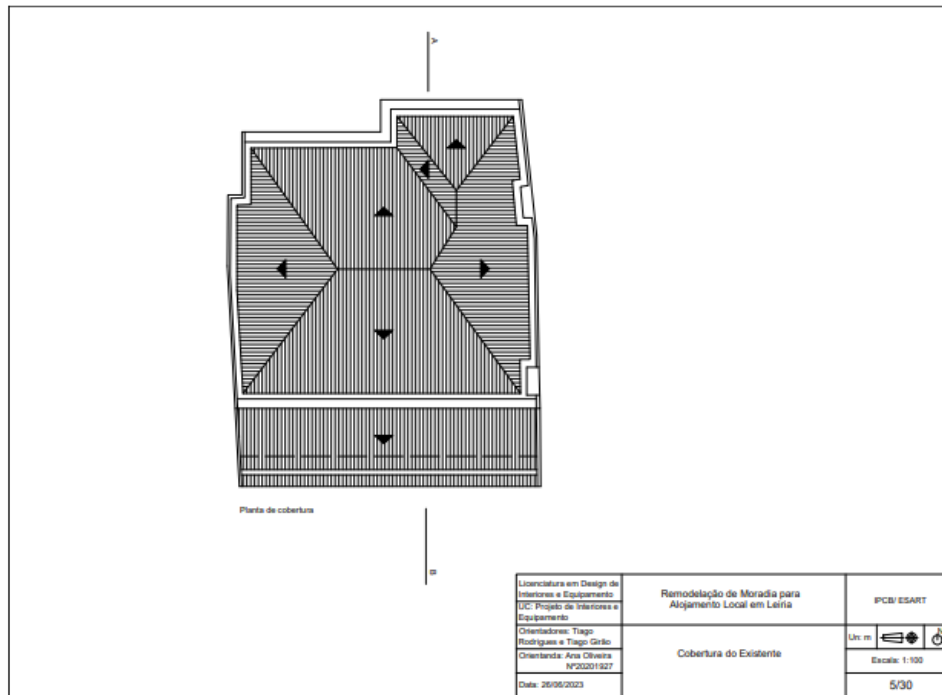 A
Planta de cobertura
B
Licenciatura em Design de
Interiores e Equipamento
UC: Projeto de Interiores e
Equipamento
Orientadores: Tiago
Rodrigues e Tiago Girão
Orientanda: Ana Oliveira
Nº20201927
Data: 26/06/2023
Remodelação de Moradia para
Alojamento Local em Leiria
Cobertura do Existente
IPCB/ ESART
Un: m
Escala: 1:100
5/30